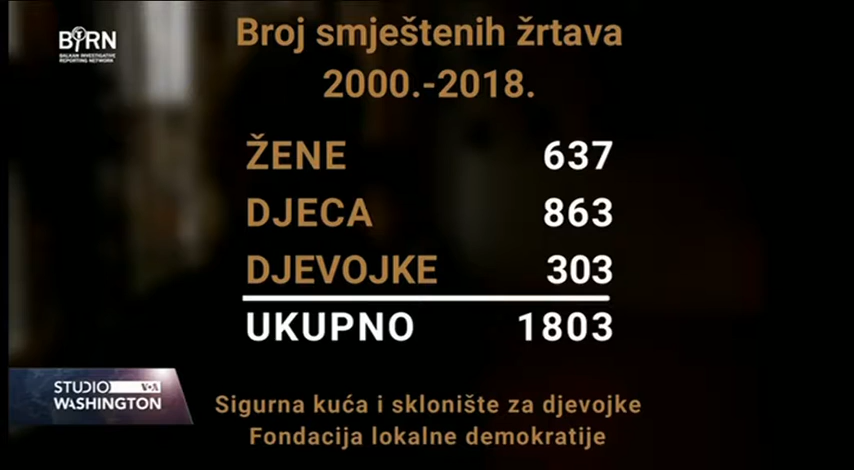 BIRN
BALKAN INVESTIGATIVE
REPORTING NETWORK
Broj smještenih žrtava
2000.-2018.
ŽENE 637
DJECA 863
DJEVOJKE 303
UKUPNO 1803
STUDIO VOA
WASHINGTON
Sigurna kuća i sklonište za djevojke
Fondacija lokalne demokratije